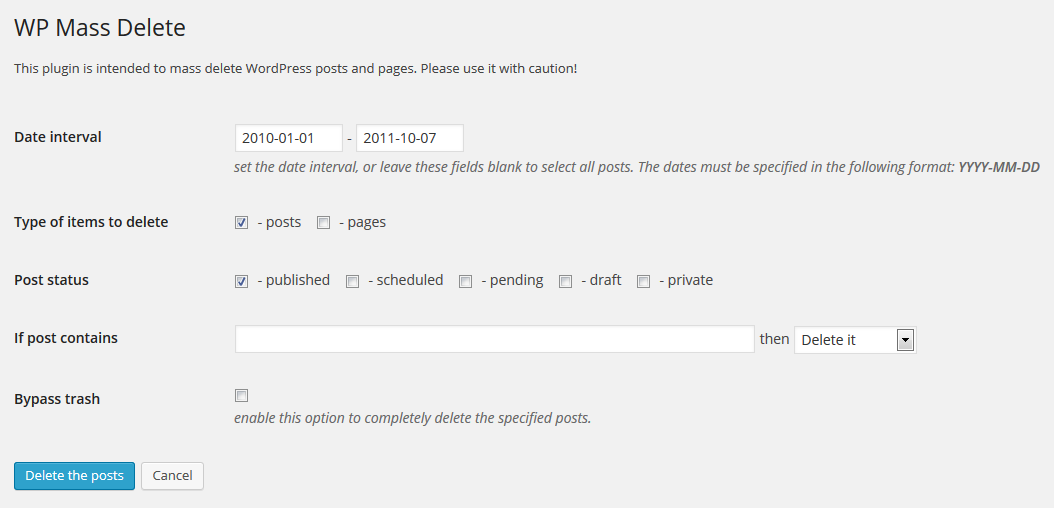 WP Mass Delete
This plugin is intended to mass delete WordPress posts and pages. Please use it with caution!
Date interval 2010-01-01 - 2011-10-07
set the date interval, or leave these fields blank to select all posts. The dates must be specified in the following format: YYYY-MM-DD
Type of items to delete - posts - pages
Post status - published - scheduled - pending - draft - private
If post contains then Delete it
Bypass trash
enable this option to completely delete the specified posts.
Delete the posts Cancel